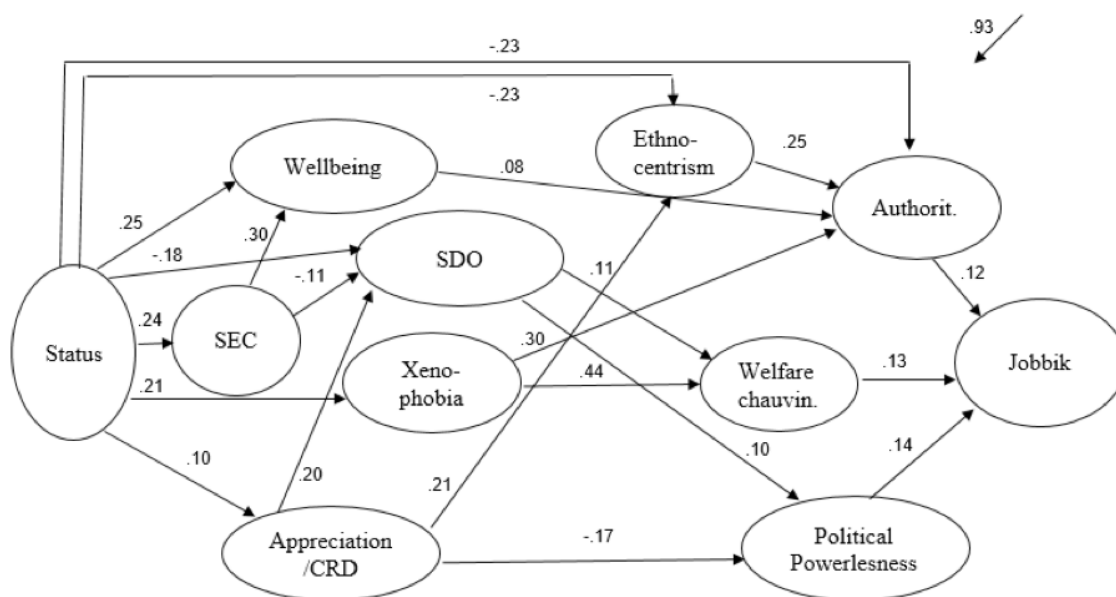 .93
-.23
-.23
Ethno-
centrism
.25
Wellbeing
.08
Authorit.
.25
.30
-.18
SDO
-.11
.11
.12
.24
SEC
Status
.30
Xeno-
phobia
.44
Welfare
chauvin.
.13
Jobbik
.21
.10
.20
.21
.10
.14
Appreciation
/CRD
-.17
Political
Powerlesness